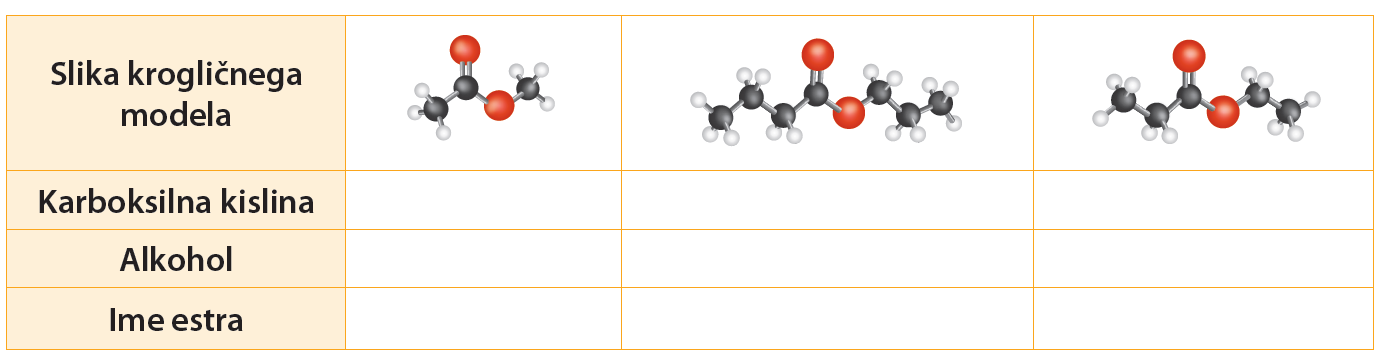 Slika krogličnega
modela
Karboksilna kislina
Alkohol
Ime estra